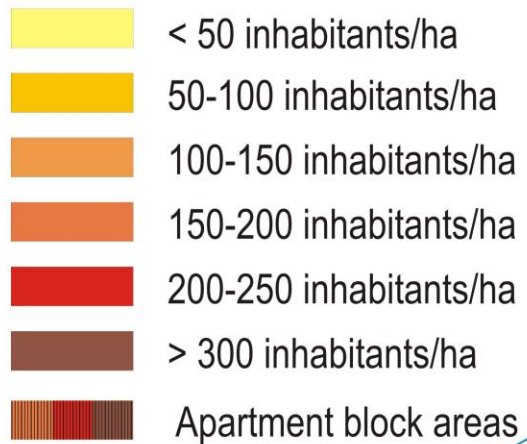 < 50 inhabitants/ha
50-100 inhabitants/ha
100-150 inhabitants/ha
150-200 inhabitants/ha
200-250 inhabitants/ha
> 300 inhabitants/ha
Apartment block areas